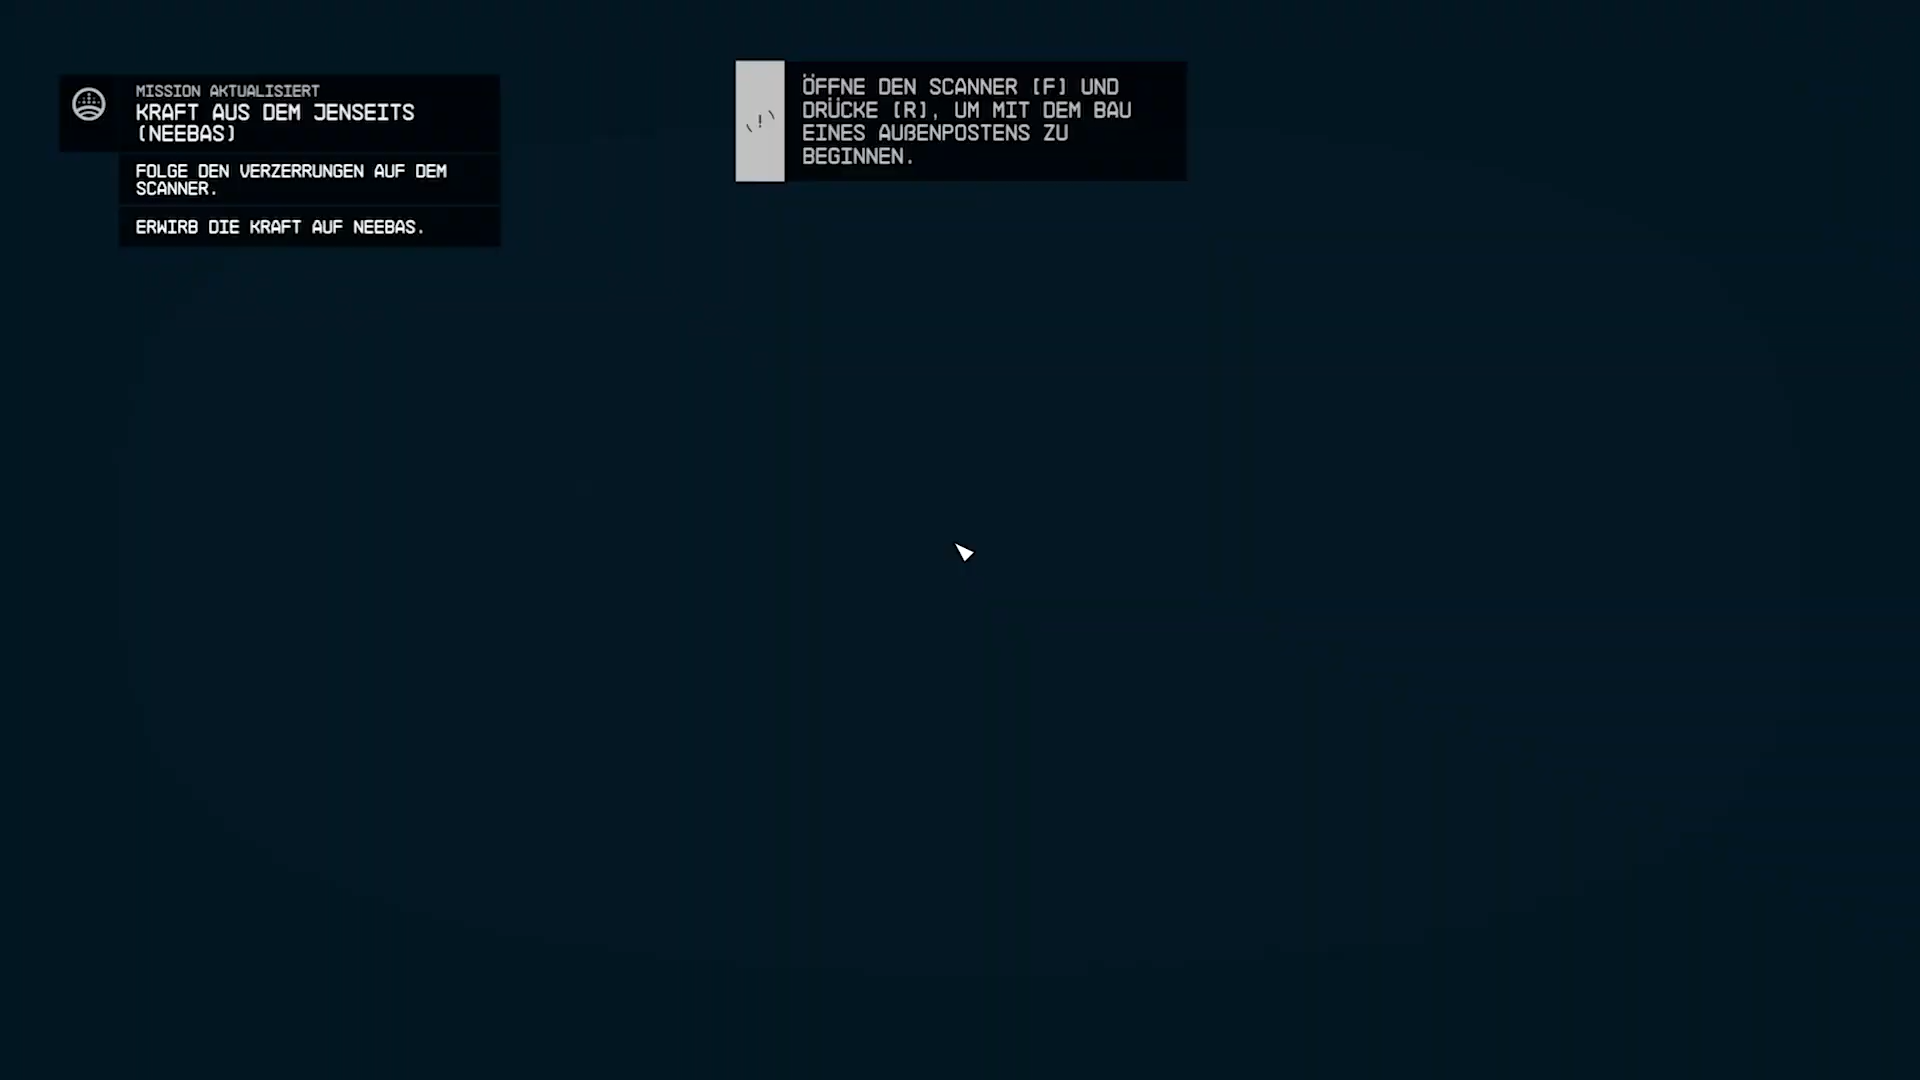 MISSION AKTUALISIERT
KRAFT AUS DEM JENSEITS
(NEEBAS)
FOLGE DEN VERZERRUNGEN AUF DEM
SCANNER.
ERWIRB DIE KRAFT AUF NEEBAS.
ÖFFNE DEN SCANNER [F] UND
DRÜCKE [R], UM MIT DEM BAU
EINES AUßENPOSTENS ZU
BEGINNEN.